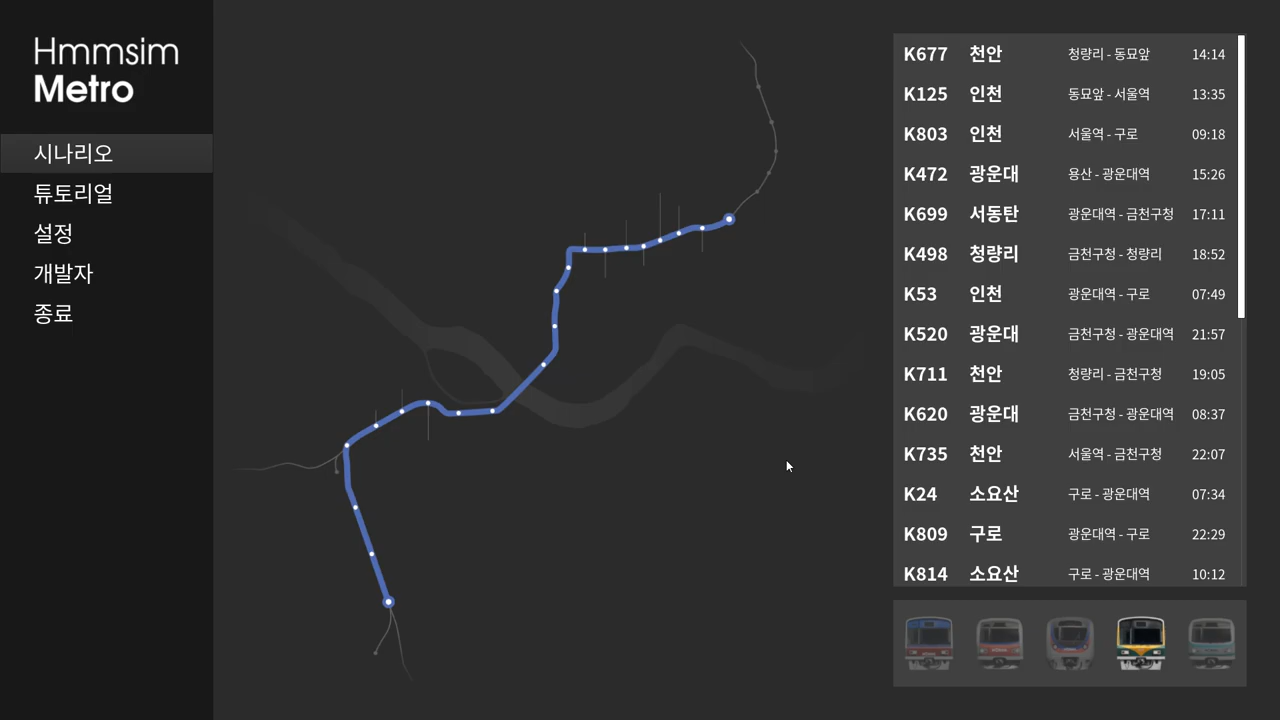 Hmmsim
Metro
시나리오
튜토리얼
설정
개발자
종료
K677 천안 청량리 - 동묘앞 14:14
K125 인천 동묘앞 - 서울역 13:35
K803 인천 서울역 - 구로 09:18
K472 광운대 용산 - 광운대역 15:26
K699 서동탄 광운대역 - 금천구청 17:11
K498 청량리 금천구청 - 청량리 18:52
K53 인천 광운대역 - 구로 07:49
K520 광운대 금천구청 - 광운대역 21:57
K711 천안 청량리 - 금천구청 19:05
K620 광운대 금천구청 - 광운대역 08:37
K735 천안 서울역 - 금천구청 22:07
K24 소요산 구로 - 광운대역 07:34
K809 구로 광운대역 - 구로 22:29
K814 소요산 구로 - 광운대역 10:12